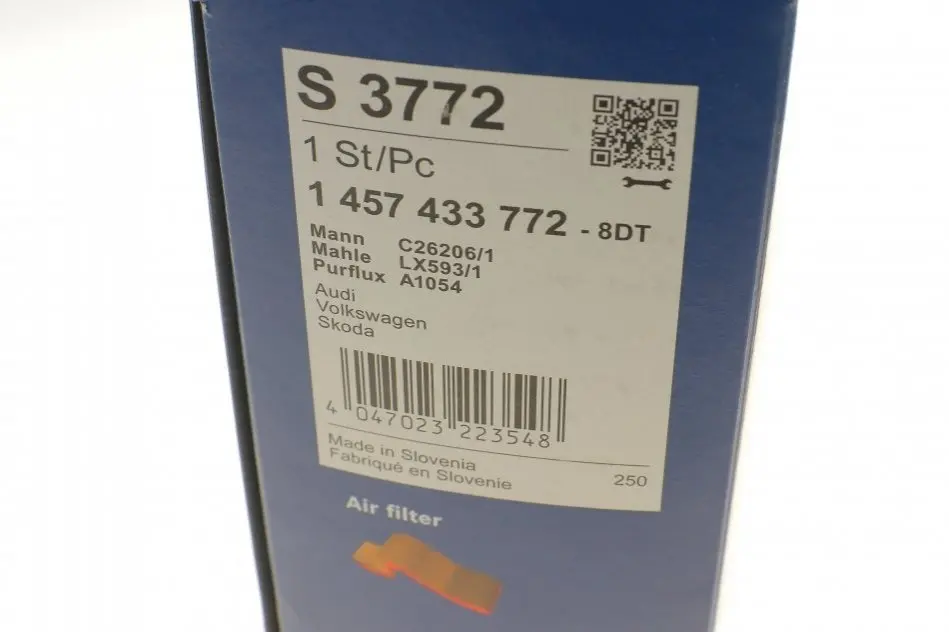 S 3772
1 St/Pc
1 457 433 772 - 8DT
Mann C26206/1
Mahle LX593/1
Purflux A1054
Audi
Volkswagen
Skoda
4 047023 223548
Made in Slovenia
Fabriqué en Slovenie 250
Air filter